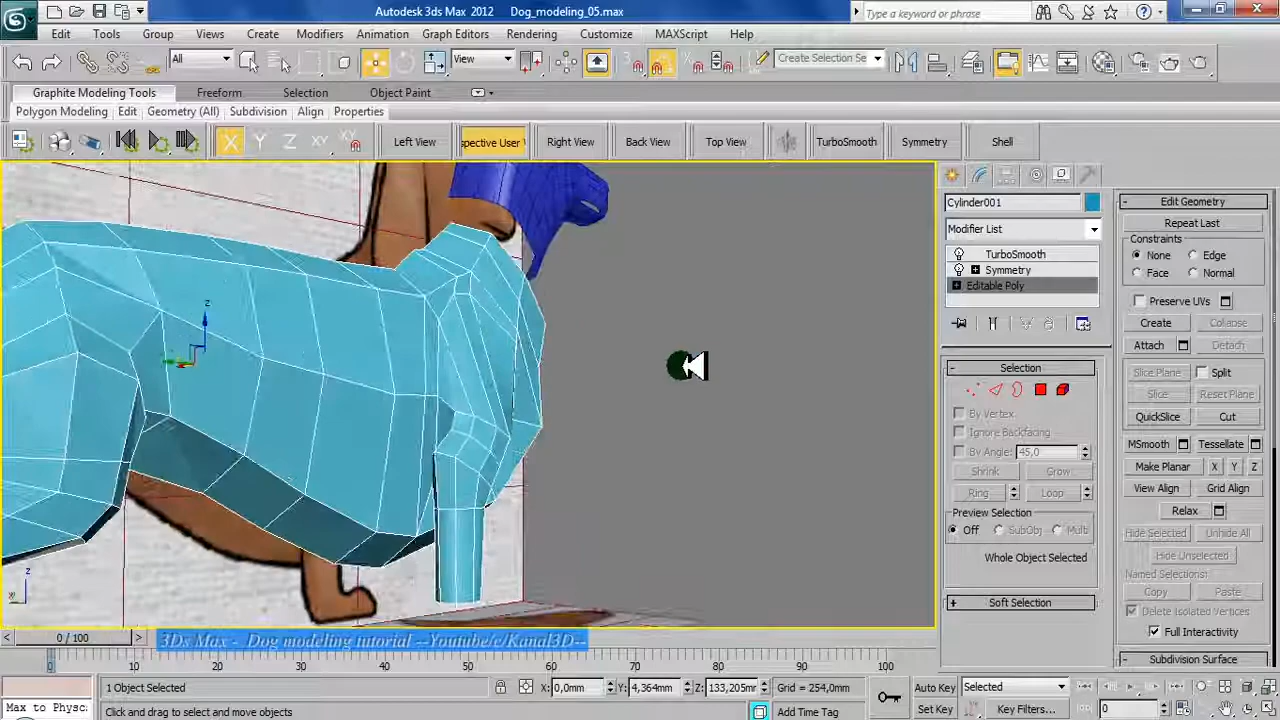 Autodesk 3ds Max 2012 Dog_modeling_05.max
Type a keyword or phrase
Edit Tools Group Views Create Modifiers Animation Graph Editors Rendering Customize MAXScript Help
All View Create Selection Se
Graphite Modeling Tools Freeform Selection Object Paint
Polygon Modeling Edit Geometry (All) Subdivision Align Properties
X Y Z XY XY Left View spective User Right View Back View Top View TurboSmooth Symmetry Shell
Cylinder001
Modifier List
TurboSmooth
Symmetry
Editable Poly
Selection
By Vertex
Ignore Backfacing
By Angle: 45,0
Shrink Grow
Ring Loop
Preview Selection
Off SubObj Multi
Whole Object Selected
Soft Selection
Edit Geometry
Repeat Last
Constraints
None Edge
Face Normal
Preserve UVs
Create Collapse
Attach Detach
Slice Plane Split
Slice Reset Plane
QuickSlice Cut
MSmooth Tessellate
Make Planar X Y Z
View Align Grid Align
Relax
Hide Selected Unhide All
Hide Unselected
Named Selections:
Copy Paste
Delete Isolated Vertices
Full Interactivity
Subdivision Surface
z
z
0 / 100
3Ds Max - Dog modeling tutorial --Youtube/c/Kanal3D--
0 10 20 30 40 50 60 70 80 90 100
1 Object Selected X: 0,0mm Y: 4,364mm Z: 133,205mr Grid = 254,0mm Auto Key Selected
Max to Physc: Click and drag to select and move objects Add Time Tag Set Key Key Filters... 0